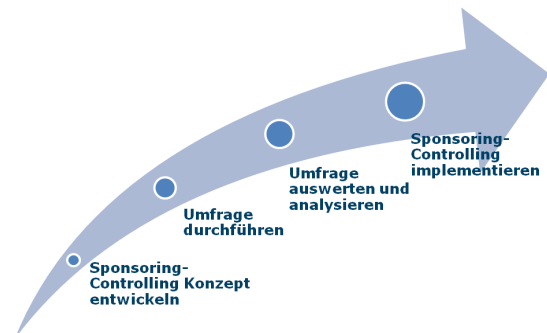 Sponsoring-
Controlling
implementieren
Umfrage
auswerten und
analysieren
Umfrage
durchführen
Sponsoring-
Controlling Konzept
entwickeln